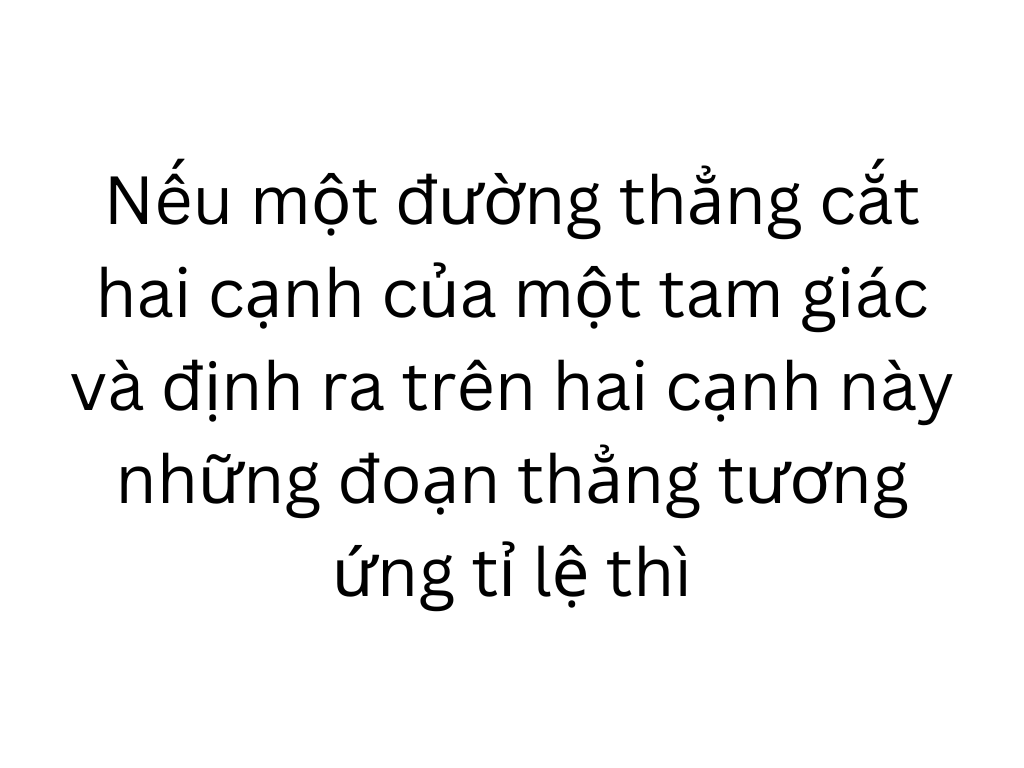 Nếu một đường thẳng cắt
hai cạnh của một tam giác
và định ra trên hai cạnh này
những đoạn thẳng tương
ứng tỉ lệ thì